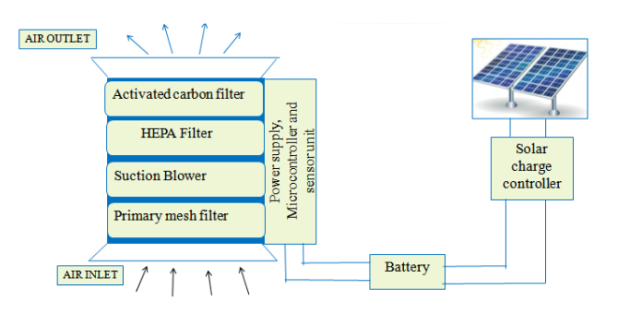 AIR OUTLET
Activated carbon filter
HEPA Filter
Suction Blower
Primary mesh filter
Power supply,
Microcontroller and
sensor unit
AIR INLET
Battery
Solar
charge
controller